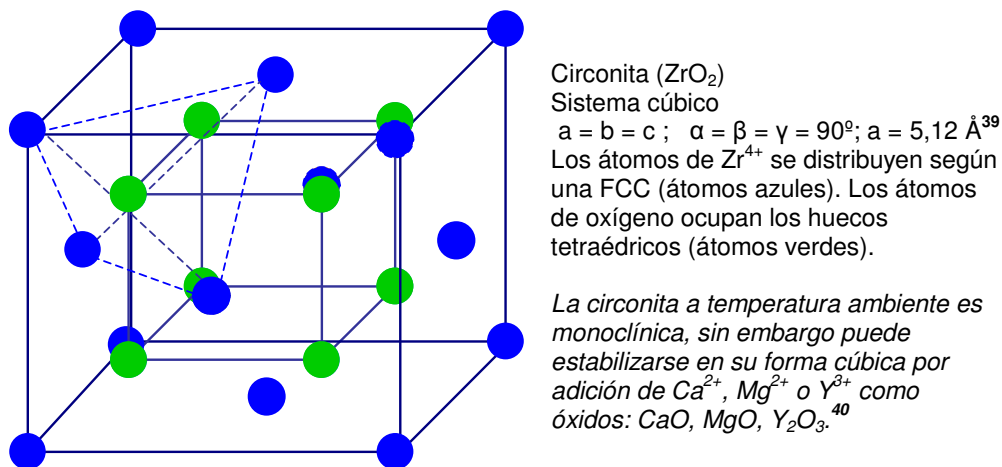 Circonita (ZrO₂)
Sistema cúbico
a = b = c ; α = β = γ = 90º; a = 5,12 Å³⁹
Los átomos de Zr⁴⁺ se distribuyen según
una FCC (átomos azules). Los átomos
de oxígeno ocupan los huecos
tetraédricos (átomos verdes).
La circonita a temperatura ambiente es
monoclínica, sin embargo puede
estabilizarse en su forma cúbica por
adición de Ca²⁺, Mg²⁺ o Y³⁺ como
óxidos: CaO, MgO, Y₂O₃.⁴⁰